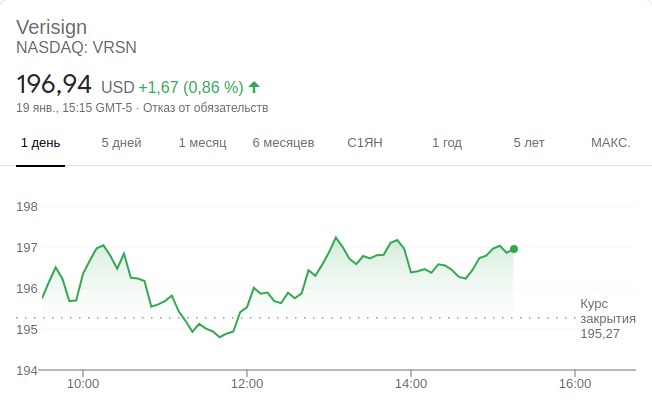 Verisign
NASDAQ: VRSN
196,94 USD +1,67 (0,86 %)
19 янв., 15:15 GMT-5 · Отказ от обязательств
1 день 5 дней 1 месяц 6 месяцев С1ЯН 1 год 5 лет МАКС.
198
197
196
Курс
закрытия
195,27
195
194
10:00 12:00 14:00 16:00